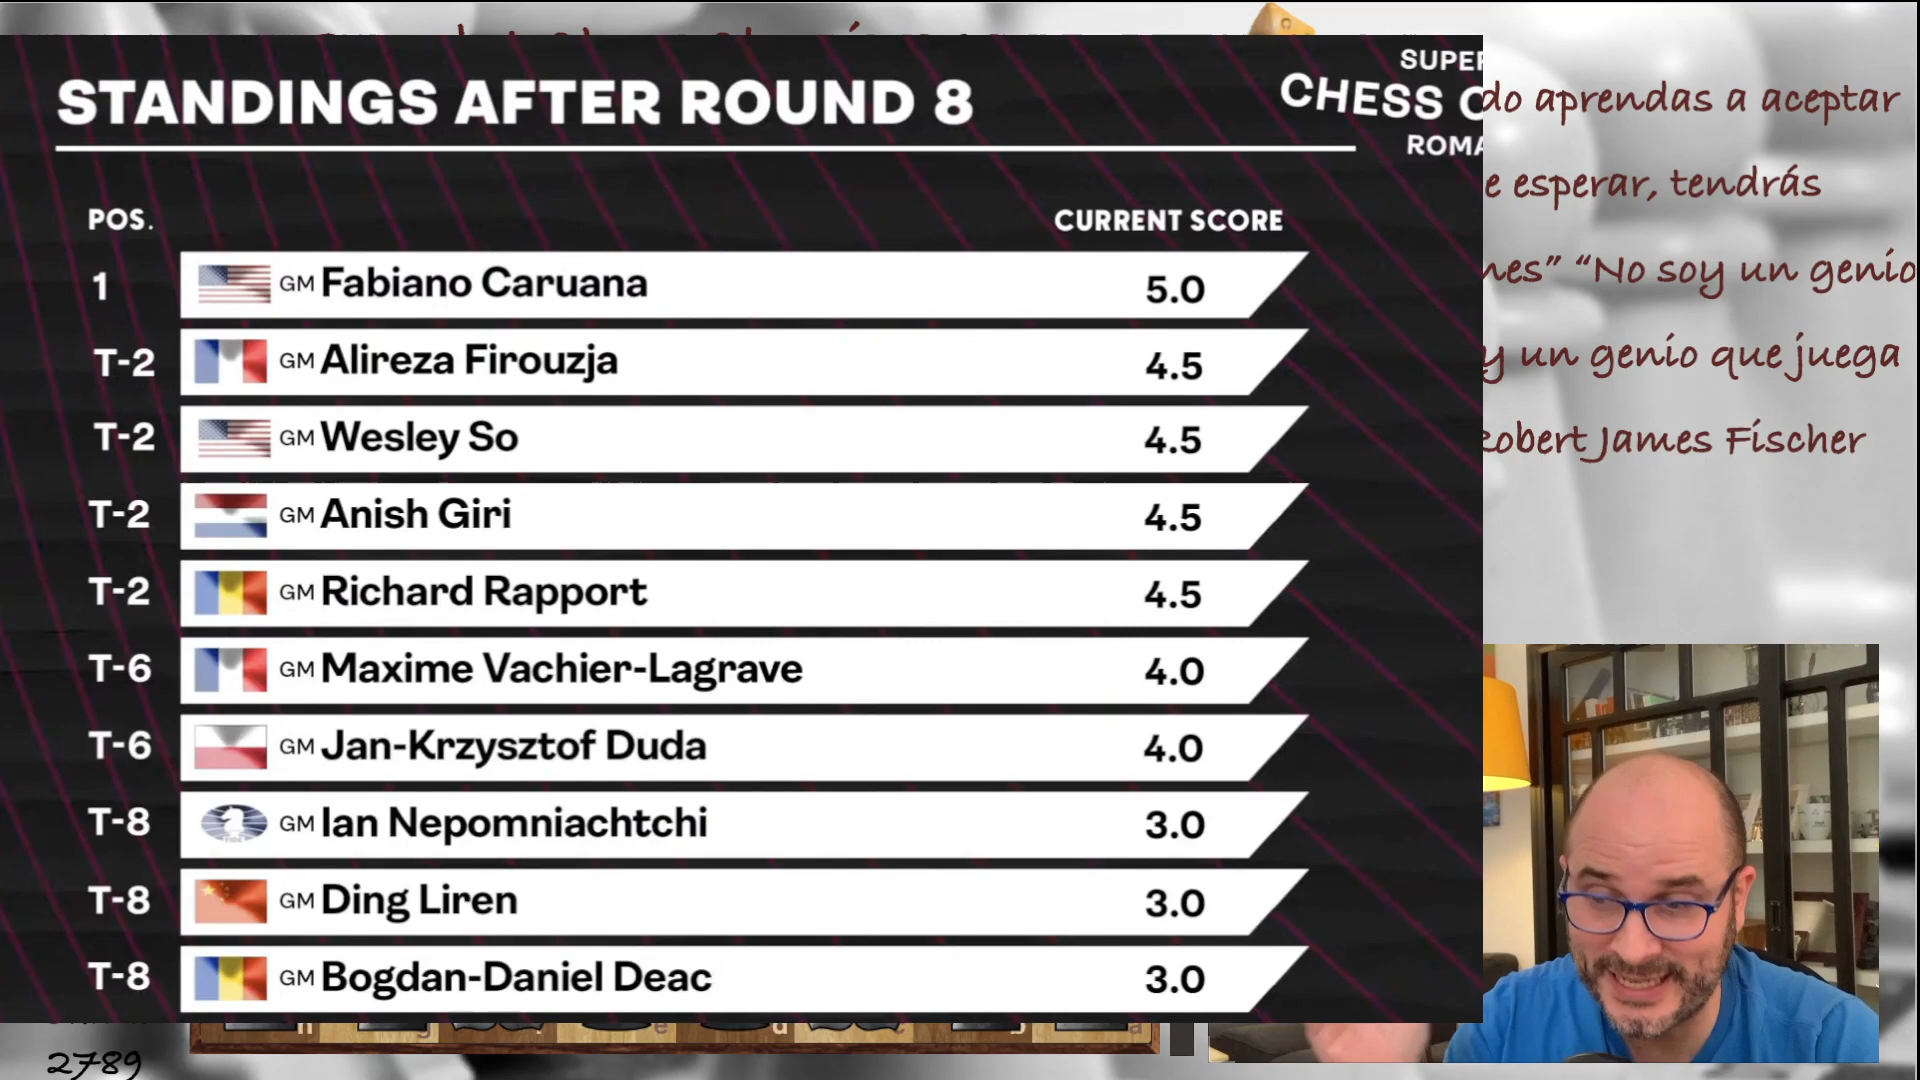 STANDINGS AFTER ROUND 8
SUPER
CHESS
ROMA
POS.
CURRENT SCORE
1 GM Fabiano Caruana 5.0
T-2 GM Alireza Firouzja 4.5
T-2 GM Wesley So 4.5
T-2 GM Anish Giri 4.5
T-2 GM Richard Rapport 4.5
T-6 GM Maxime Vachier-Lagrave 4.0
T-6 GM Jan-Krzysztof Duda 4.0
T-8 GM Ian Nepomniachtchi 3.0
T-8 GM Ding Liren 3.0
T-8 GM Bogdan-Daniel Deac 3.0
do aprendas a aceptar
e esperar, tendrás
nes” “No soy un genio
y un genio que juega
obert James Fischer
2789